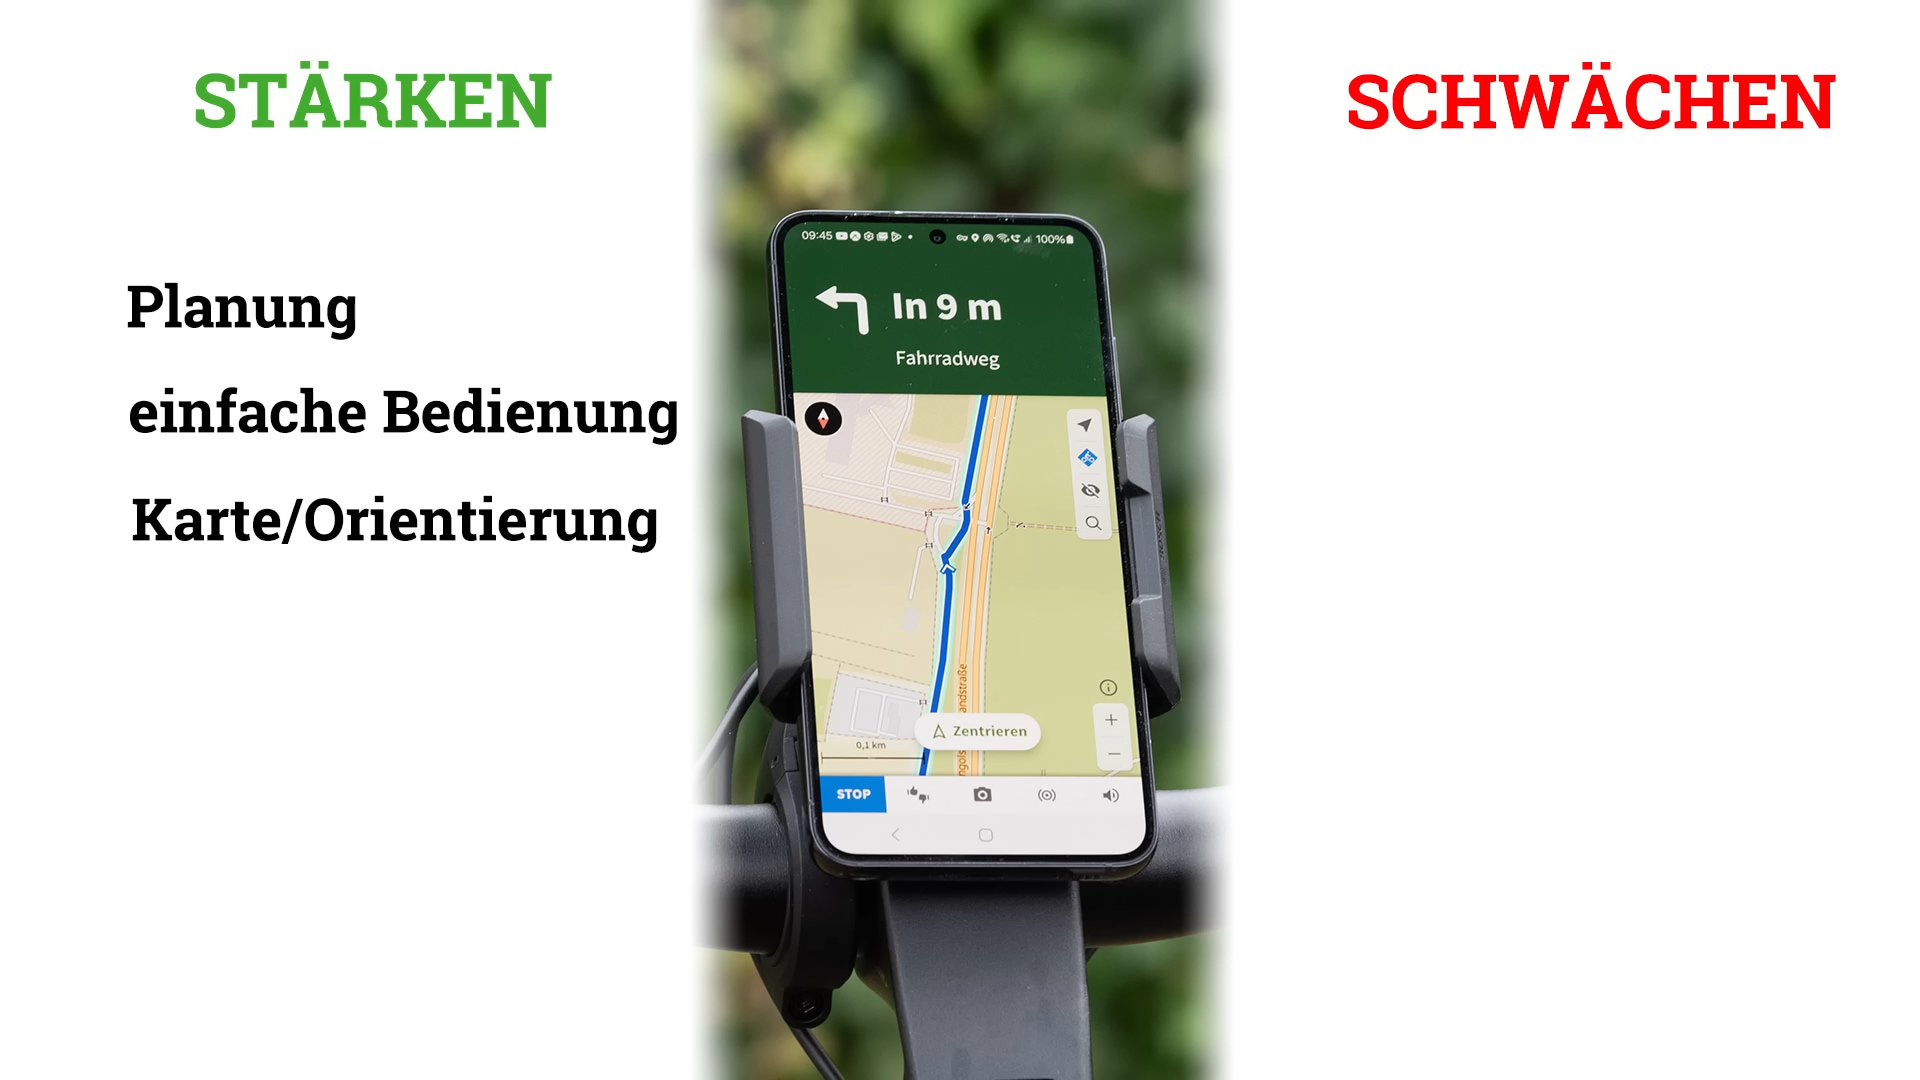 STÄRKEN
SCHWÄCHEN
Planung
einfache Bedienung
Karte/Orientierung
09:45
100%
In 9 m
Fahrradweg
Zentrieren
0,1 km
STOP